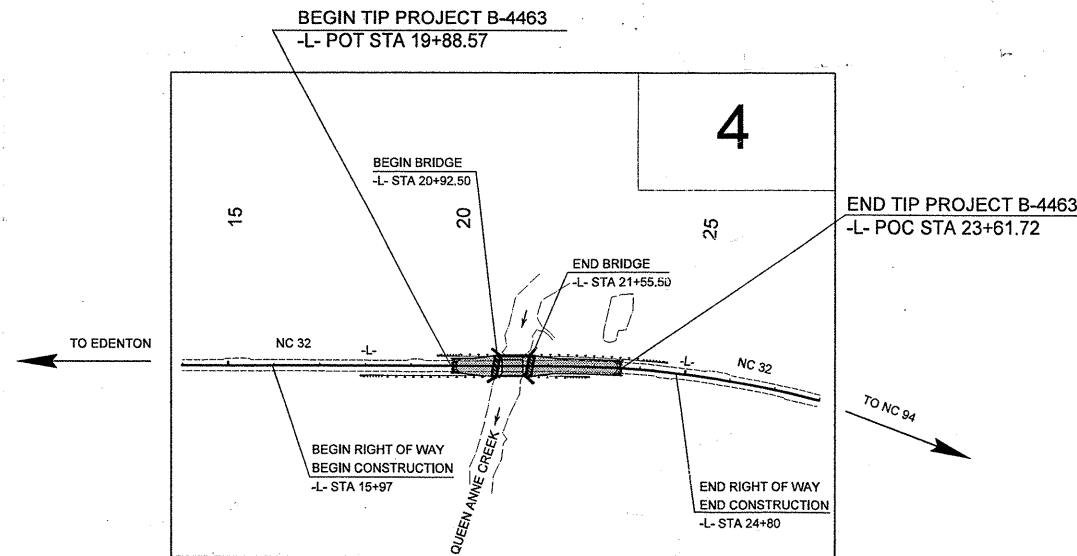 BEGIN TIP PROJECT B-4463
-L- POT STA 19+88.57
4
BEGIN BRIDGE
-L- STA 20+92.50
15
20
25
END TIP PROJECT B-4463
-L- POC STA 23+61.72
END BRIDGE
-L- STA 21+55.50
TO EDENTON
NC 32
-L-
-L-
NC 32
TO NC 94
BEGIN RIGHT OF WAY
BEGIN CONSTRUCTION
-L- STA 15+97
QUEEN ANNE CREEK
END RIGHT OF WAY
END CONSTRUCTION
-L- STA 24+80